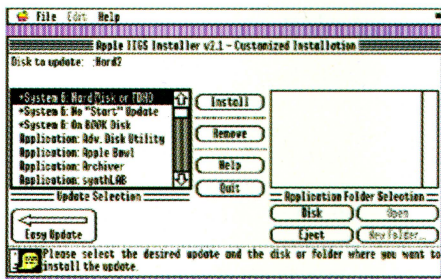 File Edit Help
Apple IIGS Installer v2.1 - Customized Installation
Disk to update: :Hard2
+System 6: Hard Disk or
+System 6: No "Start" Update
+System 6: On 800K Disk
Application: Adv. Disk Utility
Application: Apple Bowl
Application: Archiver
Application: synthLAB
Update Selection
Easy Update
Install
Remove
Help
Quit
Application Folder Selection
Disk
Open
Eject
New Folder...
Please select the desired update and the disk or folder where you want to
install the update.